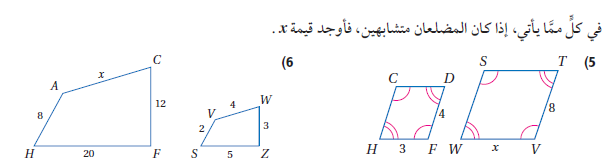 في كلٍّ ممَّا يأتي، إذا كان المضلعان متشابهين، فأوجد قيمة x .
(5
S T
C D
4 8
H 3 F W x V
(6
C
x
A
W
4
V
8 12 2 3
H 20 F S 5 Z